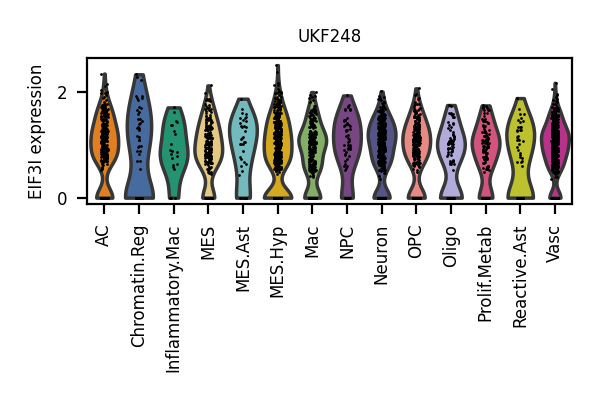 UKF248
EIF3I expression
2
0
AC
Chromatin.Reg
Inflammatory.Mac
MES
MES.Ast
MES.Hyp
Mac
NPC
Neuron
OPC
Oligo
Prolif.Metab
Reactive.Ast
Vasc